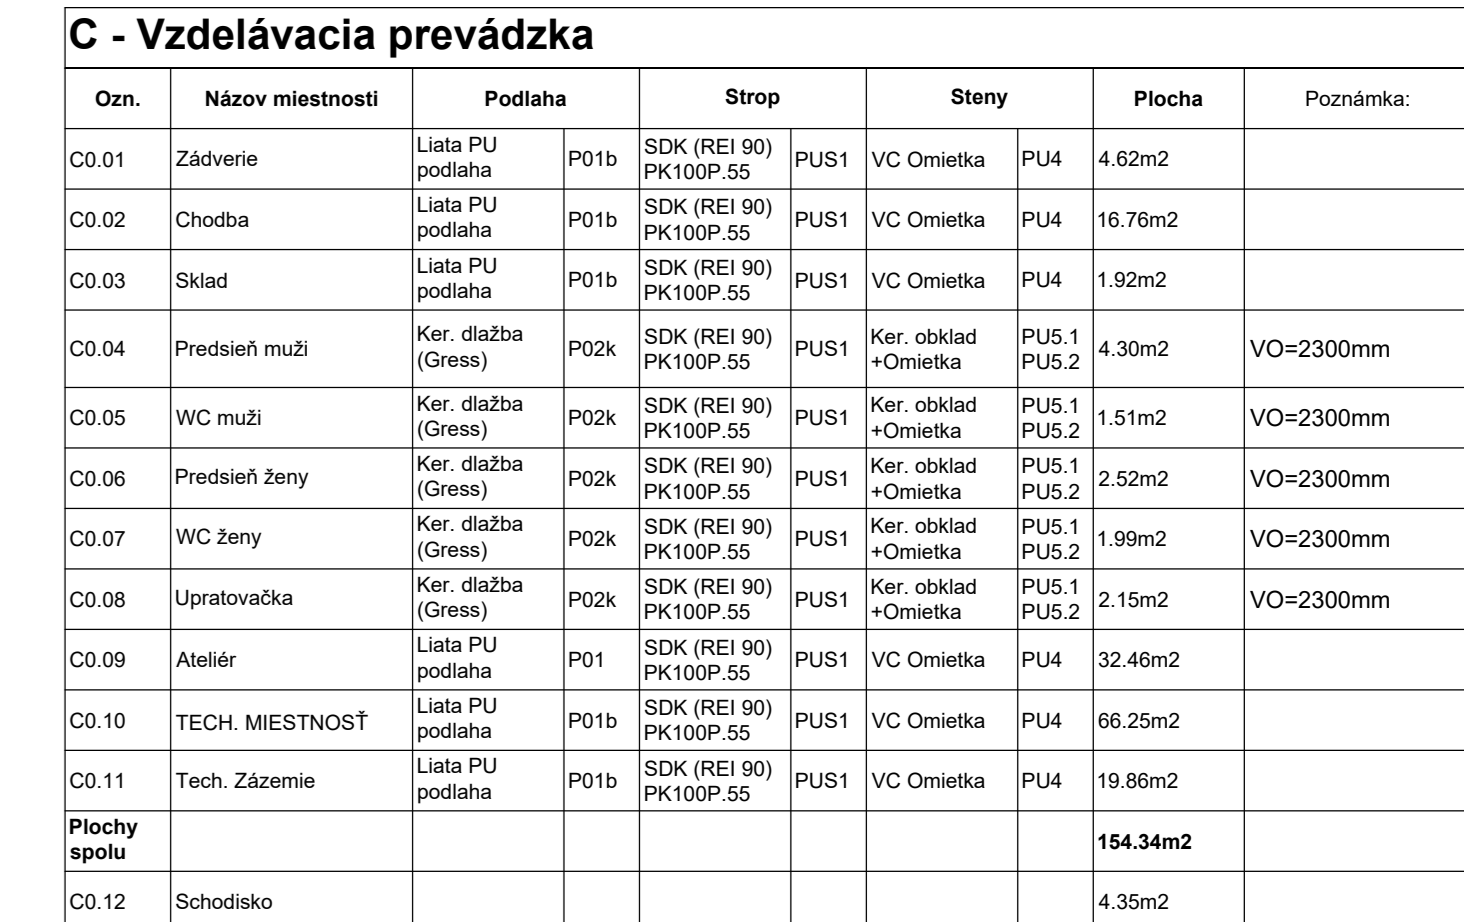 C - Vzdelávacia prevádzka
Ozn. Názov miestnosti Podlaha Strop Steny Plocha Poznámka:
C0.01 Zádverie Liata PU podlaha P01b SDK (REI 90) PK100P.55 PUS1 VC Omietka PU4 4.62m2
C0.02 Chodba Liata PU podlaha P01b SDK (REI 90) PK100P.55 PUS1 VC Omietka PU4 16.76m2
C0.03 Sklad Liata PU podlaha P01b SDK (REI 90) PK100P.55 PUS1 VC Omietka PU4 1.92m2
C0.04 Predsieň muži Ker. dlažba (Gress) P02k SDK (REI 90) PK100P.55 PUS1 Ker. obklad +Omietka PU5.1 PU5.2 4.30m2 VO=2300mm
C0.05 WC muži Ker. dlažba (Gress) P02k SDK (REI 90) PK100P.55 PUS1 Ker. obklad +Omietka PU5.1 PU5.2 1.51m2 VO=2300mm
C0.06 Predsieň ženy Ker. dlažba (Gress) P02k SDK (REI 90) PK100P.55 PUS1 Ker. obklad +Omietka PU5.1 PU5.2 2.52m2 VO=2300mm
C0.07 WC ženy Ker. dlažba (Gress) P02k SDK (REI 90) PK100P.55 PUS1 Ker. obklad +Omietka PU5.1 PU5.2 1.99m2 VO=2300mm
C0.08 Upratovačka Ker. dlažba (Gress) P02k SDK (REI 90) PK100P.55 PUS1 Ker. obklad +Omietka PU5.1 PU5.2 2.15m2 VO=2300mm
C0.09 Ateliér Liata PU podlaha P01 SDK (REI 90) PK100P.55 PUS1 VC Omietka PU4 32.46m2
C0.10 TECH. MIESTNOSŤ Liata PU podlaha P01b SDK (REI 90) PK100P.55 PUS1 VC Omietka PU4 66.25m2
C0.11 Tech. Zázemie Liata PU podlaha P01b SDK (REI 90) PK100P.55 PUS1 VC Omietka PU4 19.86m2
Plochy spolu 154.34m2
C0.12 Schodisko 4.35m2